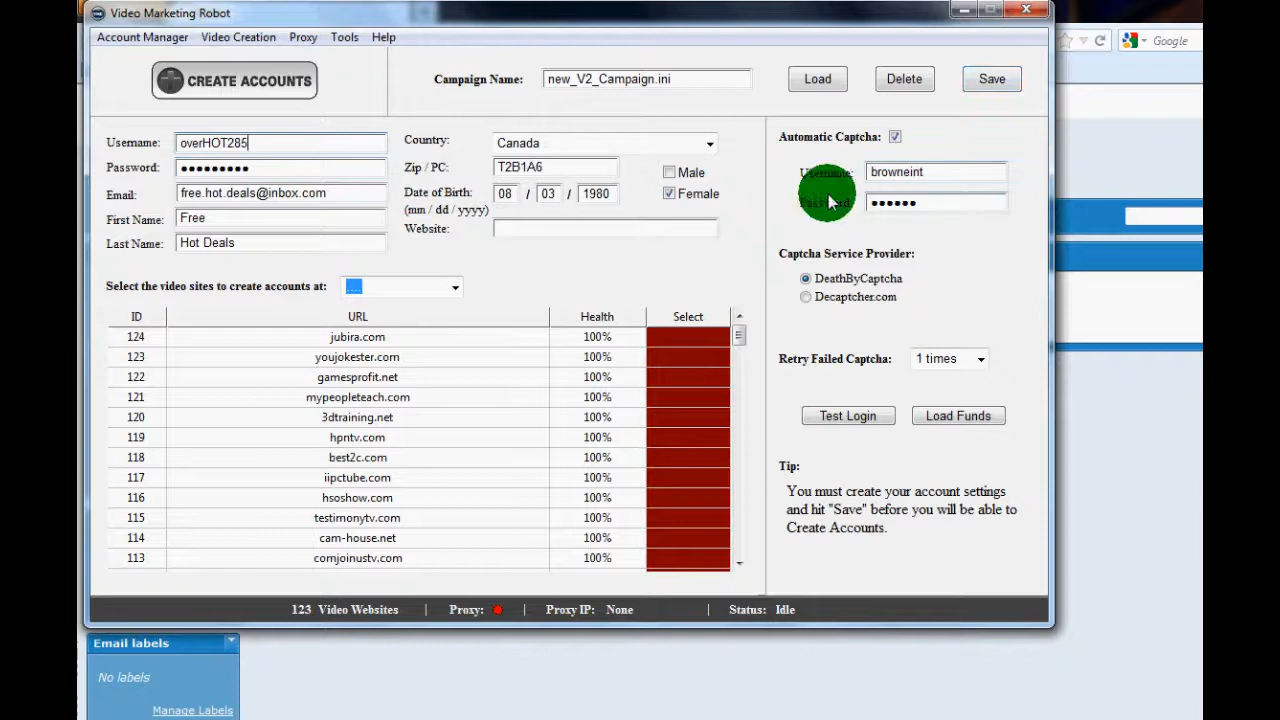 Video Marketing Robot
Account Manager Video Creation Proxy Tools Help
Google
CREATE ACCOUNTS
Campaign Name: new_V2_Campaign.ini Load Delete Save
Username: overHOT285
Password: ●●●●●●●●●
Email: free.hot.deals@inbox.com
First Name: Free
Last Name: Hot Deals
Country: Canada
Zip / PC: T2B1A6
Male
Date of Birth: 08 / 03 / 1980 Female
(mm / dd / yyyy)
Website:
Automatic Captcha:
Username: browneint
Password: ●●●●●●
Captcha Service Provider:
DeathByCaptcha
Decaptcher.com
Retry Failed Captcha: 1 times
Test Login Load Funds
Tip:
You must create your account settings
and hit "Save" before you will be able to
Create Accounts.
Select the video sites to create accounts at: ....
ID URL Health Select
124 jubira.com 100%
123 youjokester.com 100%
122 gamesprofit.net 100%
121 mypeopleteach.com 100%
120 3dtraining.net 100%
119 hpntv.com 100%
118 best2c.com 100%
117 iipctube.com 100%
116 hsoshow.com 100%
115 testimonytv.com 100%
114 cam-house.net 100%
113 comjoinustv.com 100%
123 Video Websites | Proxy: | Proxy IP: None | Status: Idle
Email labels
No labels
Manage Labels